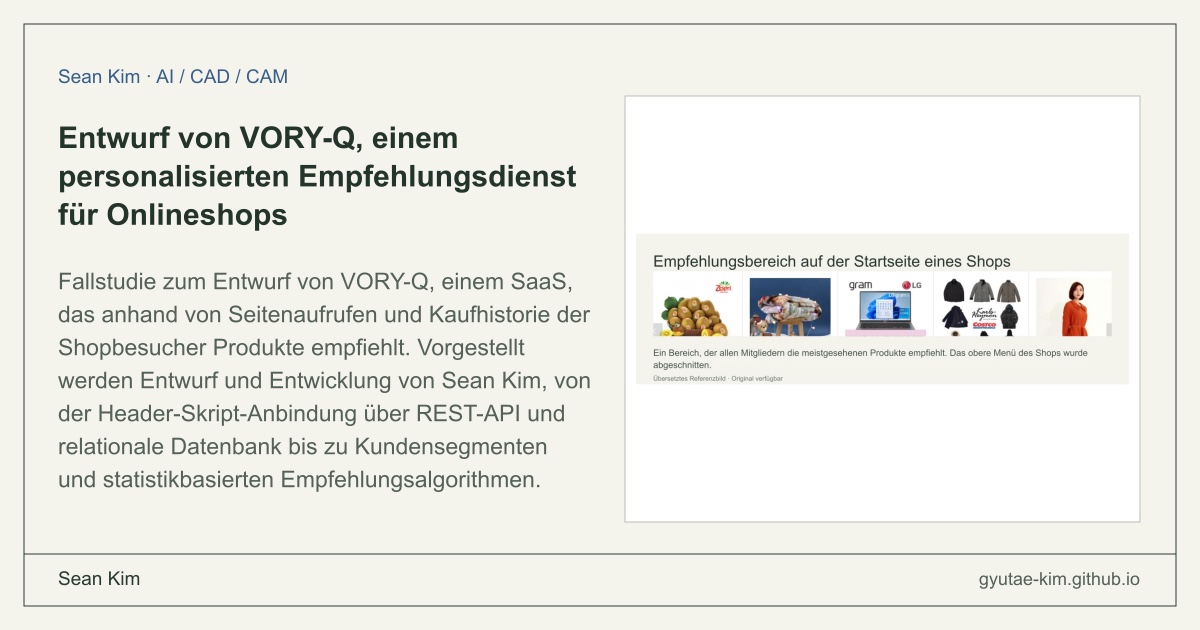 Sean Kim · AI / CAD / CAM
Entwurf von VORY-Q, einem
personalisierten Empfehlungsdienst
für Onlineshops
Fallstudie zum Entwurf von VORY-Q, einem SaaS,
das anhand von Seitenaufrufen und Kaufhistorie der
Shopbesucher Produkte empfiehlt. Vorgestellt
werden Entwurf und Entwicklung von Sean Kim, von
der Header-Skript-Anbindung über REST-API und
relationale Datenbank bis zu Kundensegmenten
und statistikbasierten Empfehlungsalgorithmen.
Empfehlungsbereich auf der Startseite eines Shops
Zespri
gram
LG
COSTCO
Ein Bereich, der allen Mitgliedern die meistgesehenen Produkte empfiehlt. Das obere Menü des Shops wurde
abgeschnitten.
Übersetztes Referenzbild · Original verfügbar
Sean Kim
gyutae-kim.github.io